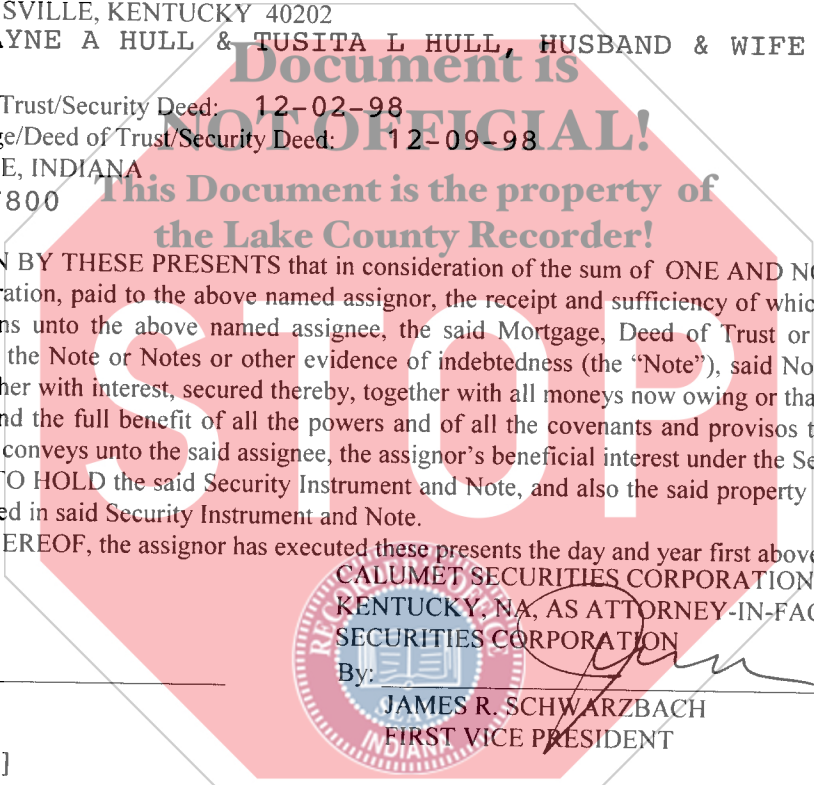 SVILLE, KENTUCKY 40202
YNE A HULL & TUSITA L HULL, HUSBAND & WIFE
Document is
Trust/Security Deed: 12-02-98
NOT OFFICIAL!
e/Deed of Trust/Security Deed: 12-09-98
E, INDIANA
This Document is the property of
7800
the Lake County Recorder!
N BY THESE PRESENTS that in consideration of the sum of ONE AND NO
ration, paid to the above named assignor, the receipt and sufficiency of whic
ns unto the above named assignee, the said Mortgage, Deed of Trust or
the Note or Notes or other evidence of indebtedness (the “Note”), said No
her with interest, secured thereby, together with all moneys now owing or tha
nd the full benefit of all the powers and of all the covenants and provisos t
conveys unto the said assignee, the assignor’s beneficial interest under the Se
TO HOLD the said Security Instrument and Note, and also the said property
ed in said Security Instrument and Note.
STOP
EREOF, the assignor has executed these presents the day and year first above
CALUMET SECURITIES CORPORATION
KENTUCKY, NA, AS ATTORNEY-IN-FAC
SECURITIES CORPORATION
By:
RECORDER'S OFFICE
SEAL
INDIANA
JAMES R. SCHWARZBACH
FIRST VICE PRESIDENT
]